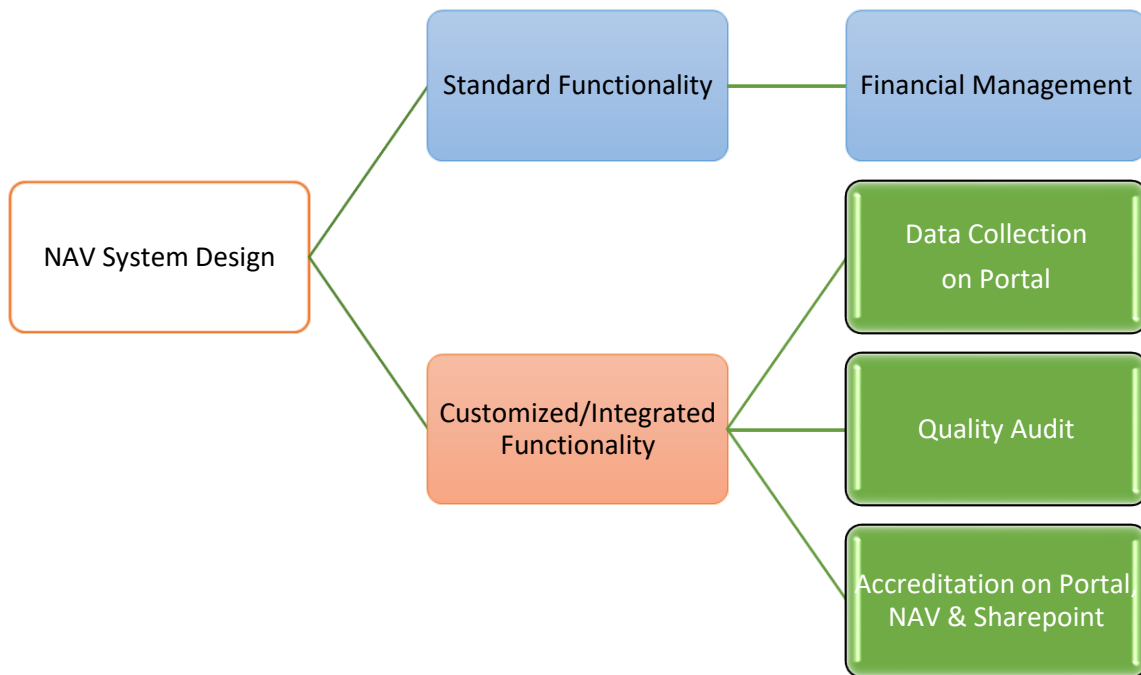 Standard Functionality
Financial Management
NAV System Design
Data Collection
on Portal
Customized/Integrated
Functionality
Quality Audit
Accreditation on Portal,
NAV & Sharepoint